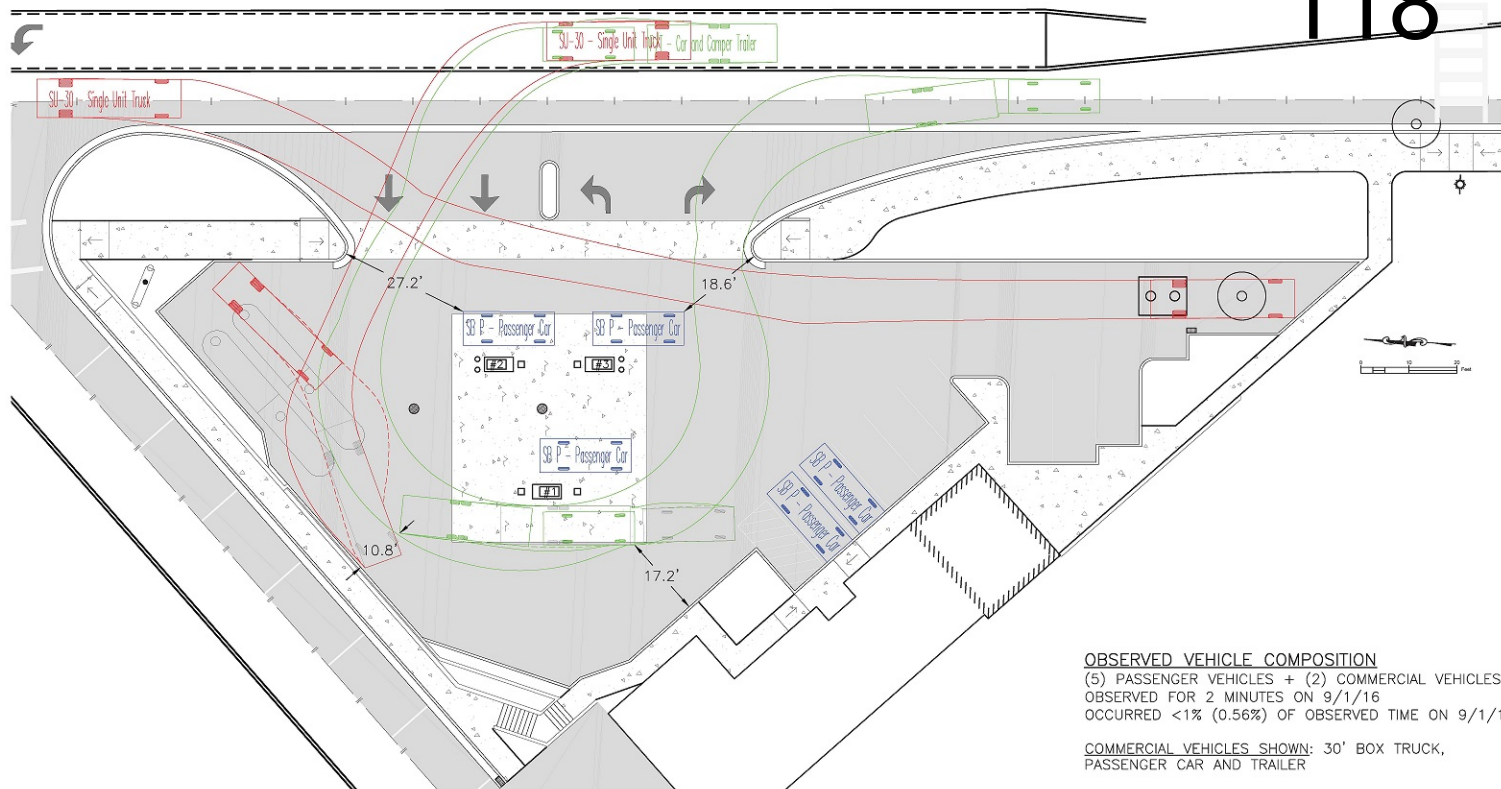 118
SU-30 - Single Unit Truck
- Car and Camper Trailer
SU-30 - Single Unit Truck
27.2'
18.6'
SB P - Passenger Car
SB P - Passenger Car
#2
#3
SB P - Passenger Car
#1
SB P - Passenger Car
SB P - Passenger Car
10.8'
17.2'
0 10 20
Feet
OBSERVED VEHICLE COMPOSITION
(5) PASSENGER VEHICLES + (2) COMMERCIAL VEHICLES
OBSERVED FOR 2 MINUTES ON 9/1/16
OCCURRED <1% (0.56%) OF OBSERVED TIME ON 9/1/1
COMMERCIAL VEHICLES SHOWN: 30' BOX TRUCK,
PASSENGER CAR AND TRAILER